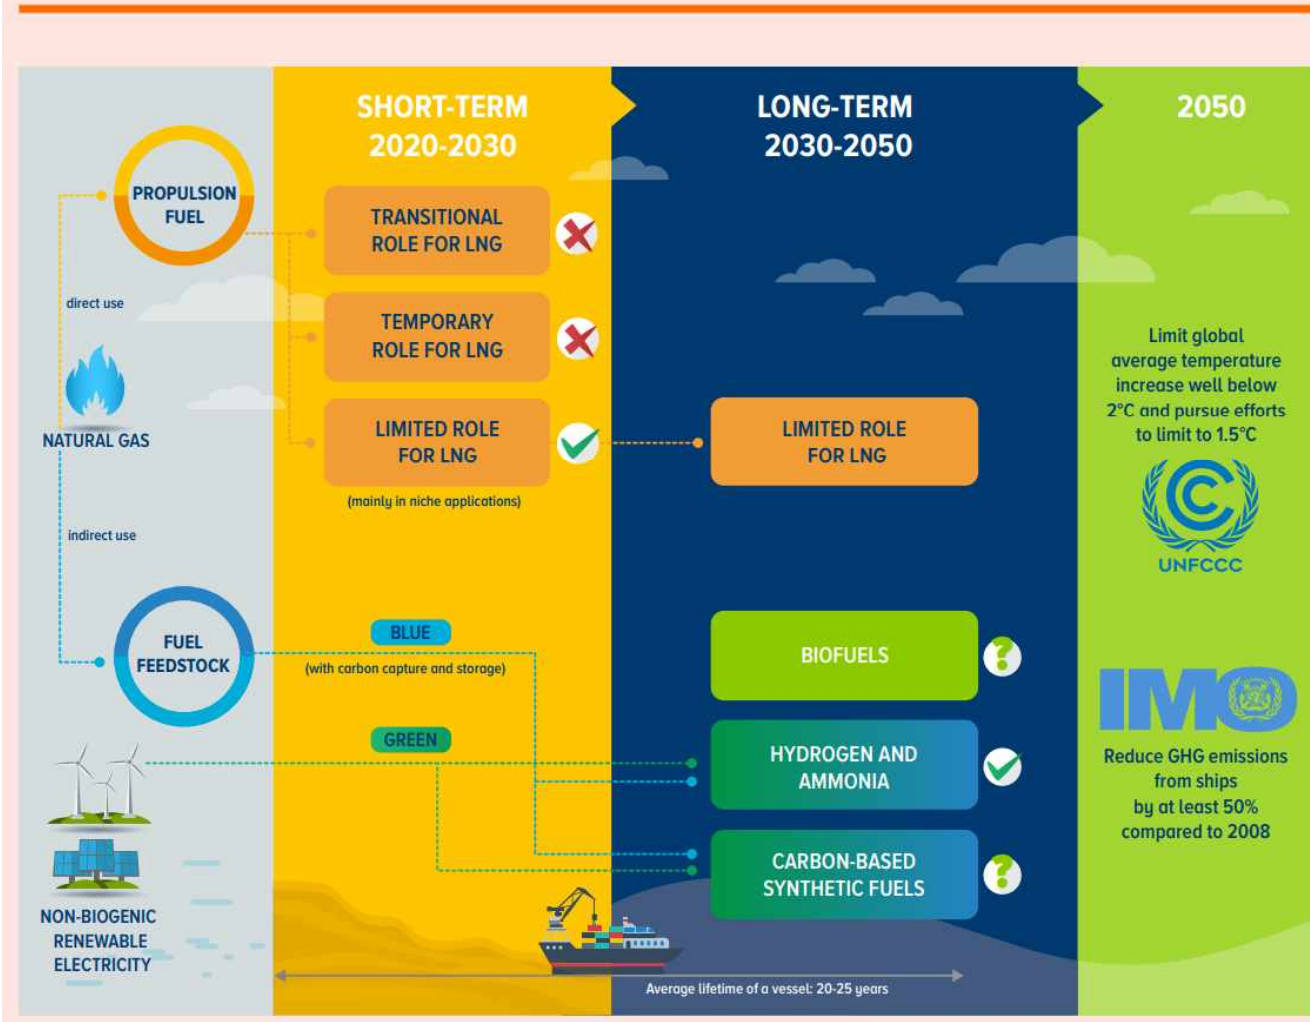 SHORT-TERM
2020-2030
LONG-TERM
2030-2050
2050
PROPULSION
FUEL
direct use
NATURAL GAS
indirect use
FUEL
FEEDSTOCK
NON-BIOGENIC
RENEWABLE
ELECTRICITY
TRANSITIONAL
ROLE FOR LNG
TEMPORARY
ROLE FOR LNG
LIMITED ROLE
FOR LNG
(mainly in niche applications)
BLUE
(with carbon capture and storage)
GREEN
LIMITED ROLE
FOR LNG
BIOFUELS
?
HYDROGEN AND
AMMONIA
CARBON-BASED
SYNTHETIC FUELS
?
Average lifetime of a vessel: 20-25 years
Limit global
average temperature
increase well below
2°C and pursue efforts
to limit to 1.5°C
UNFCCC
IMO
Reduce GHG emissions
from ships
by at least 50%
compared to 2008